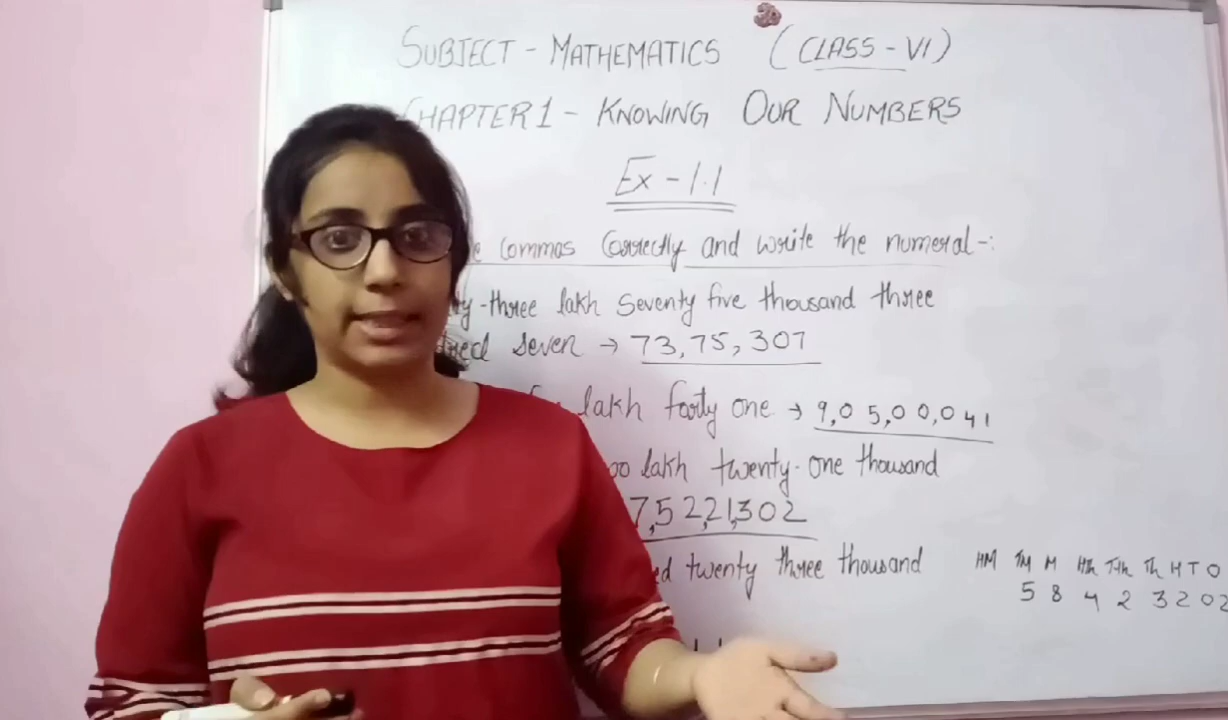 SUBJECT - MATHEMATICS (CLASS - VI)
CHAPTER 1 - KNOWING OUR NUMBERS
Ex - 1.1
commas Correctly and write the numeral -:
-three lakh Seventy five thousand three
seven → 73,75,307
lakh forty one → 9,05,00,041
lakh twenty-one thousand
7,52,21,302
twenty three thousand
HM TM M Hth T-th Th H T O
5 8 4 2 3 2 0 2